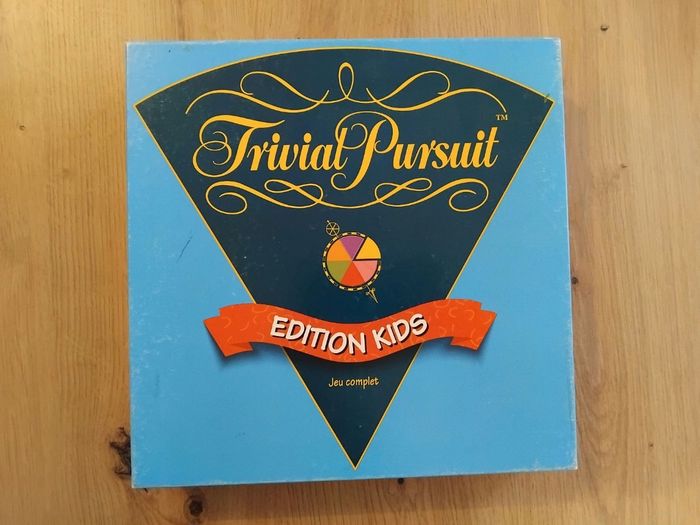 Trivial Pursuit™
EDITION KIDS
Jeu complet